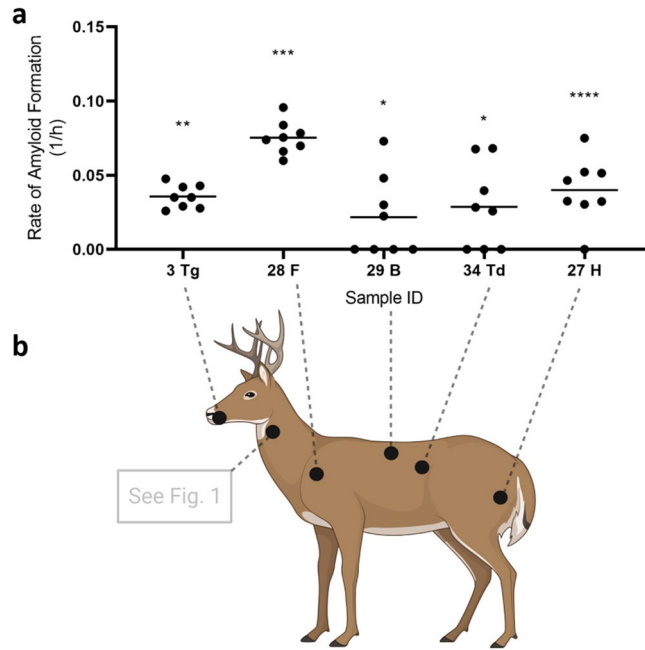 a
Rate of Amyloid Formation
(1/h)
0.15
0.10
0.05
0.00
**
***
*
*
****
3 Tg
28 F
29 B
34 Td
27 H
Sample ID
b
See Fig. 1